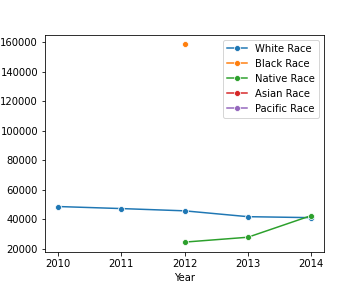 160000
140000
120000
100000
80000
60000
40000
20000
White Race
Black Race
Native Race
Asian Race
Pacific Race
2010 2011 2012 2013 2014
Year